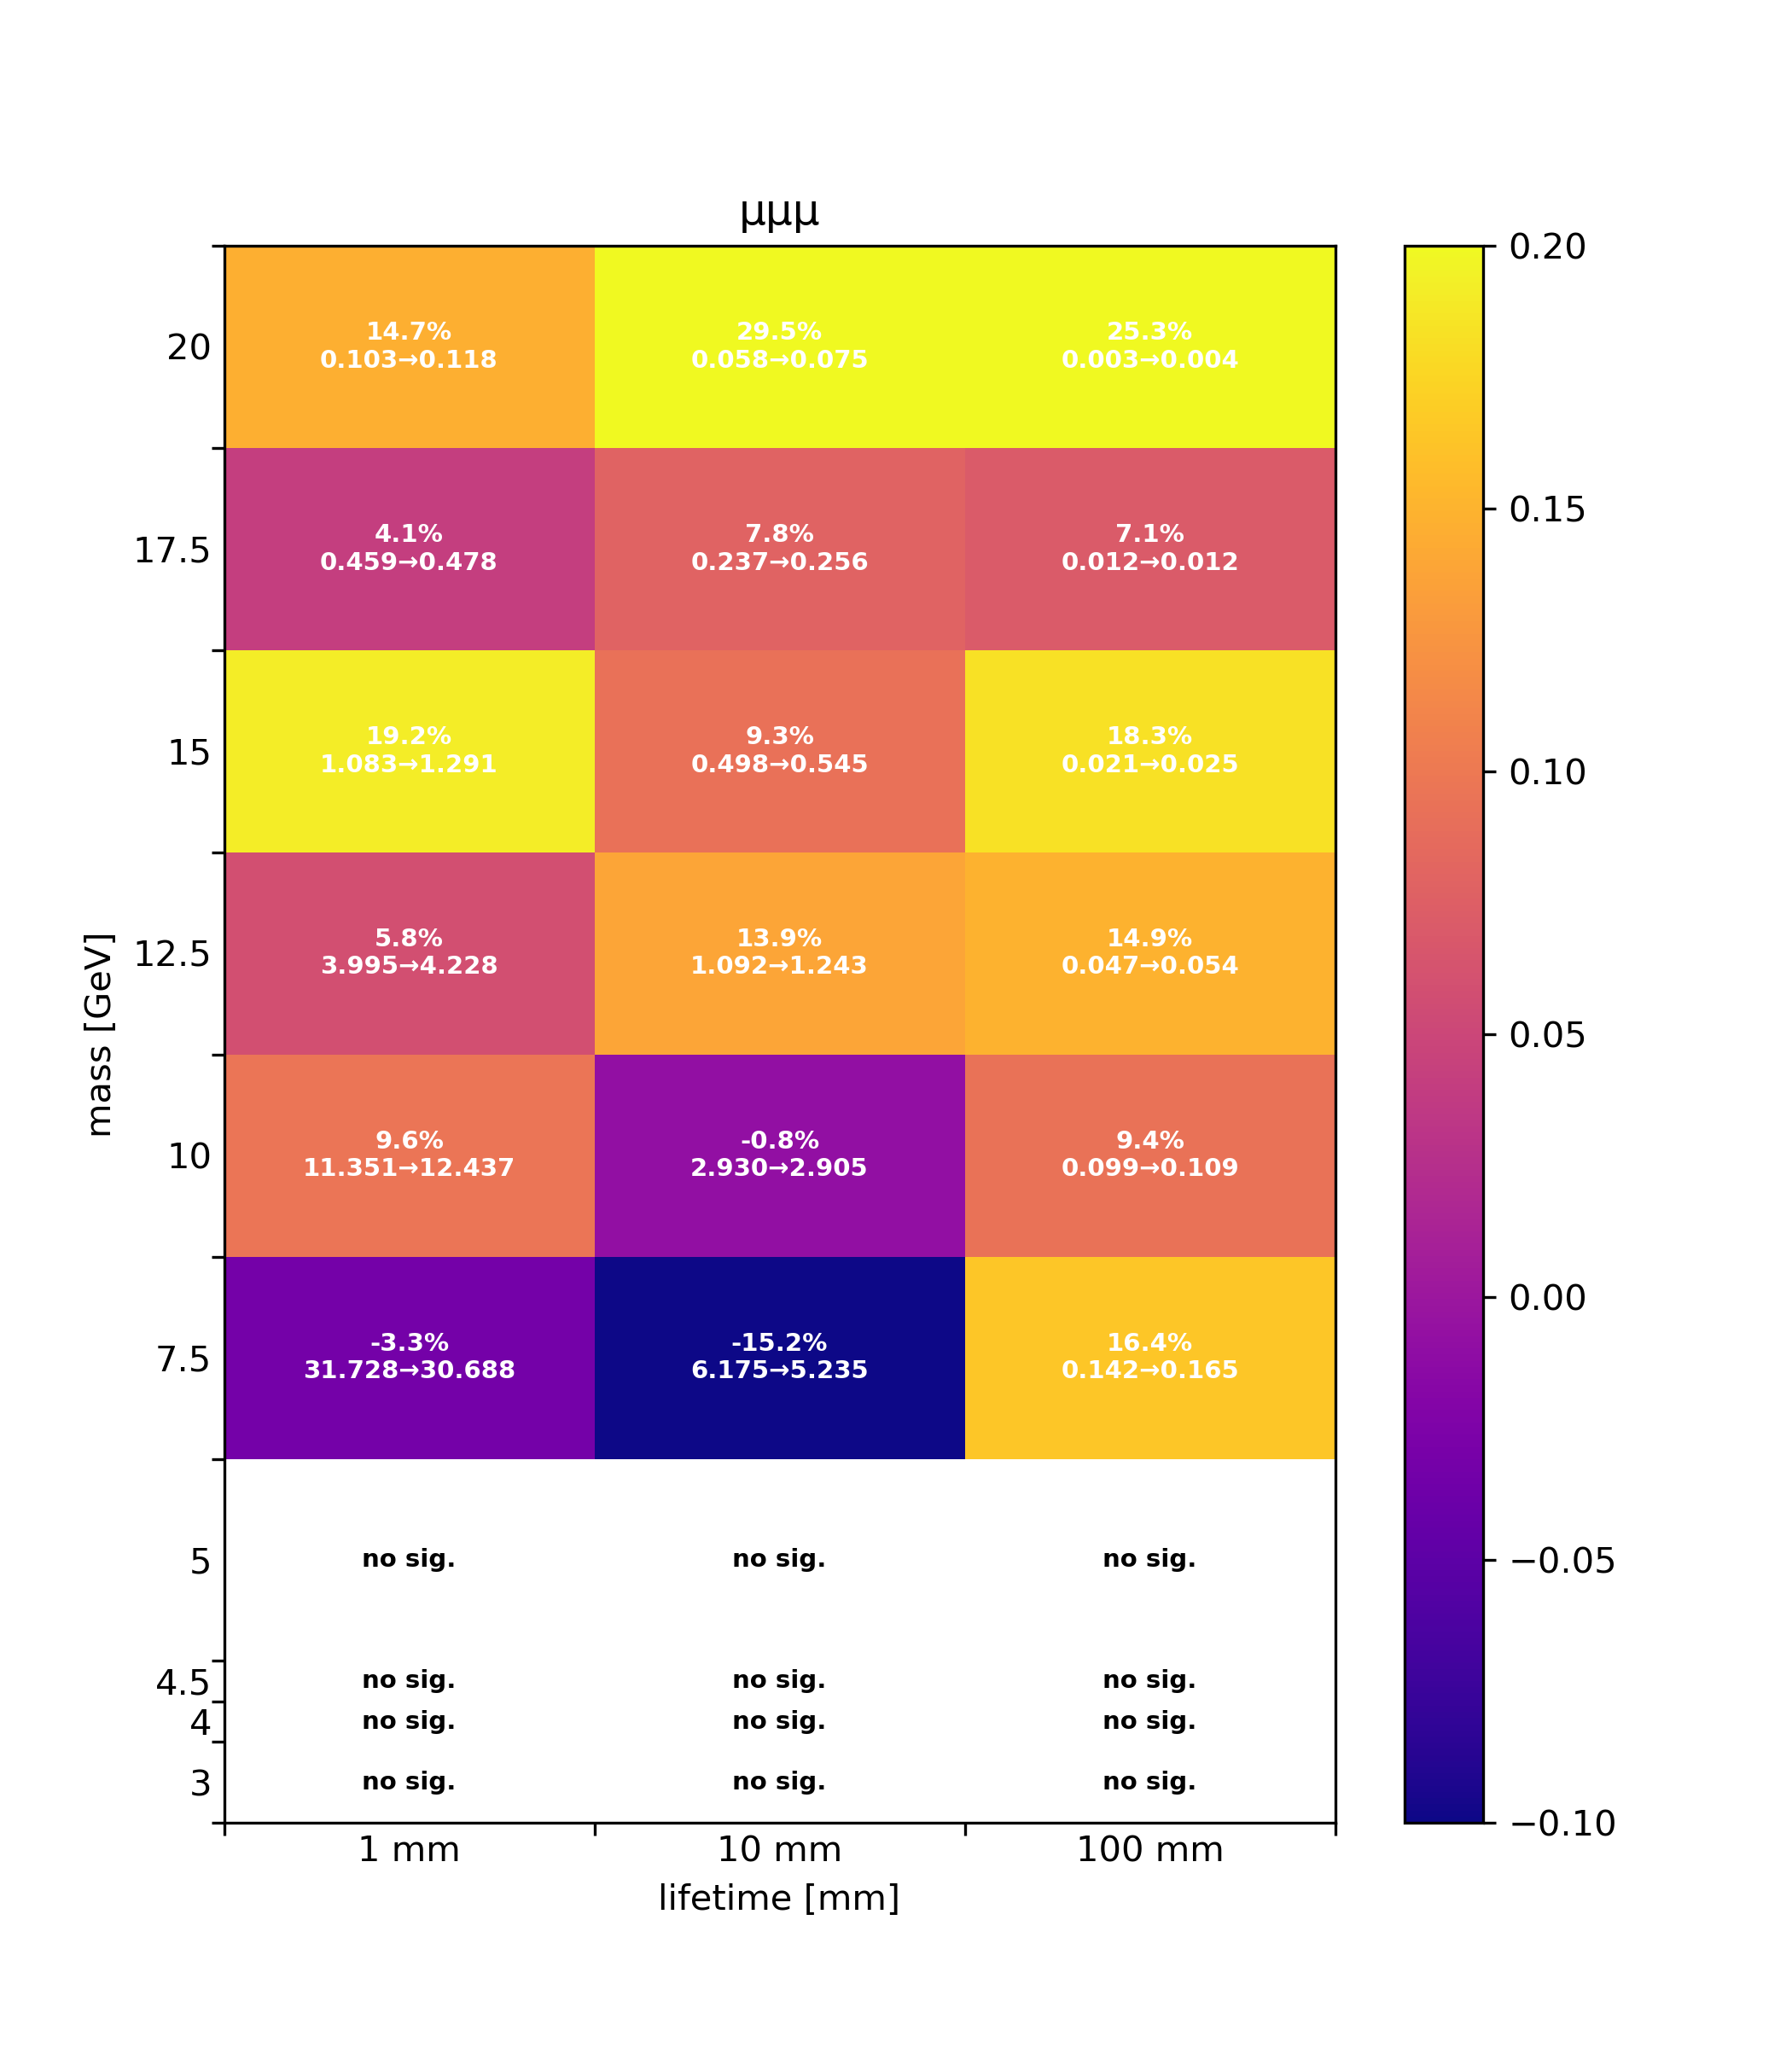 μμμ
20
14.7%
0.103→0.118
29.5%
0.058→0.075
25.3%
0.003→0.004
17.5
4.1%
0.459→0.478
7.8%
0.237→0.256
7.1%
0.012→0.012
15
19.2%
1.083→1.291
9.3%
0.498→0.545
18.3%
0.021→0.025
12.5
5.8%
3.995→4.228
13.9%
1.092→1.243
14.9%
0.047→0.054
10
9.6%
11.351→12.437
-0.8%
2.930→2.905
9.4%
0.099→0.109
7.5
-3.3%
31.728→30.688
-15.2%
6.175→5.235
16.4%
0.142→0.165
5
no sig.
no sig.
no sig.
4.5
no sig.
no sig.
no sig.
4
no sig.
no sig.
no sig.
3
no sig.
no sig.
no sig.
mass [GeV]
1 mm
10 mm
100 mm
lifetime [mm]
0.20
0.15
0.10
0.05
0.00
−0.05
−0.10